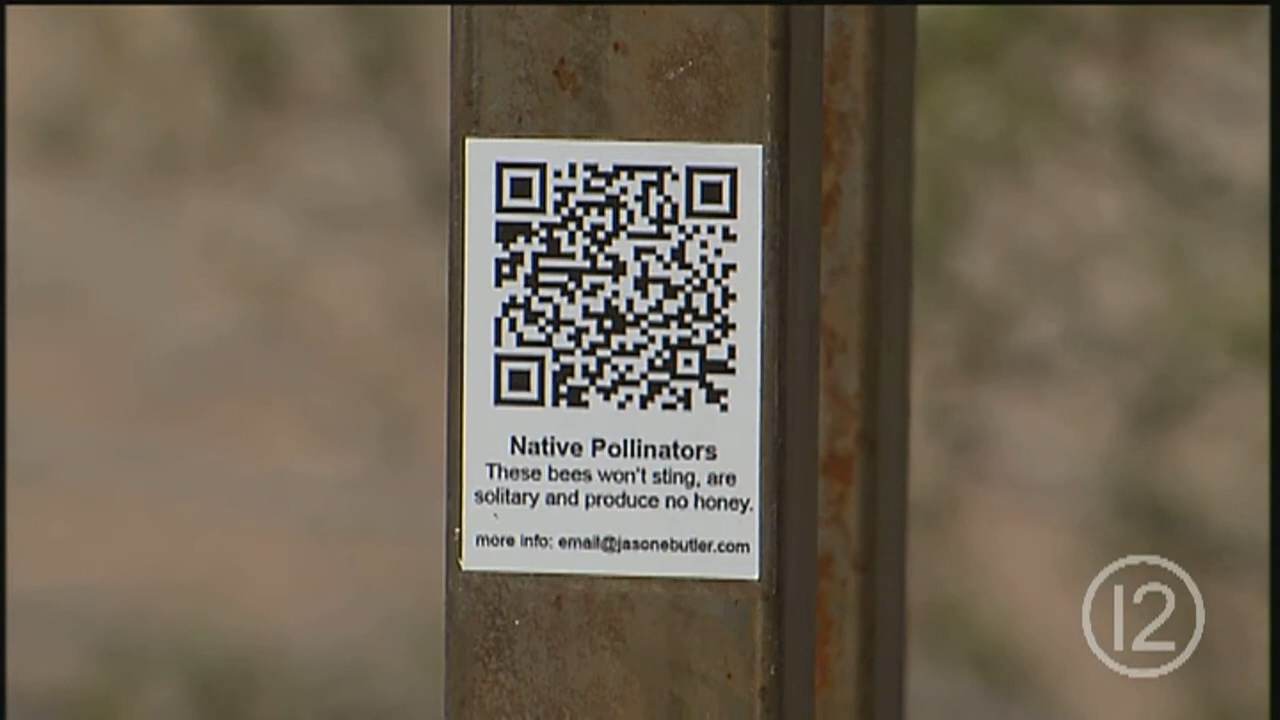 Native Pollinators
These bees won't sting, are
solitary and produce no honey.
more info: email@jasonebutler.com
12